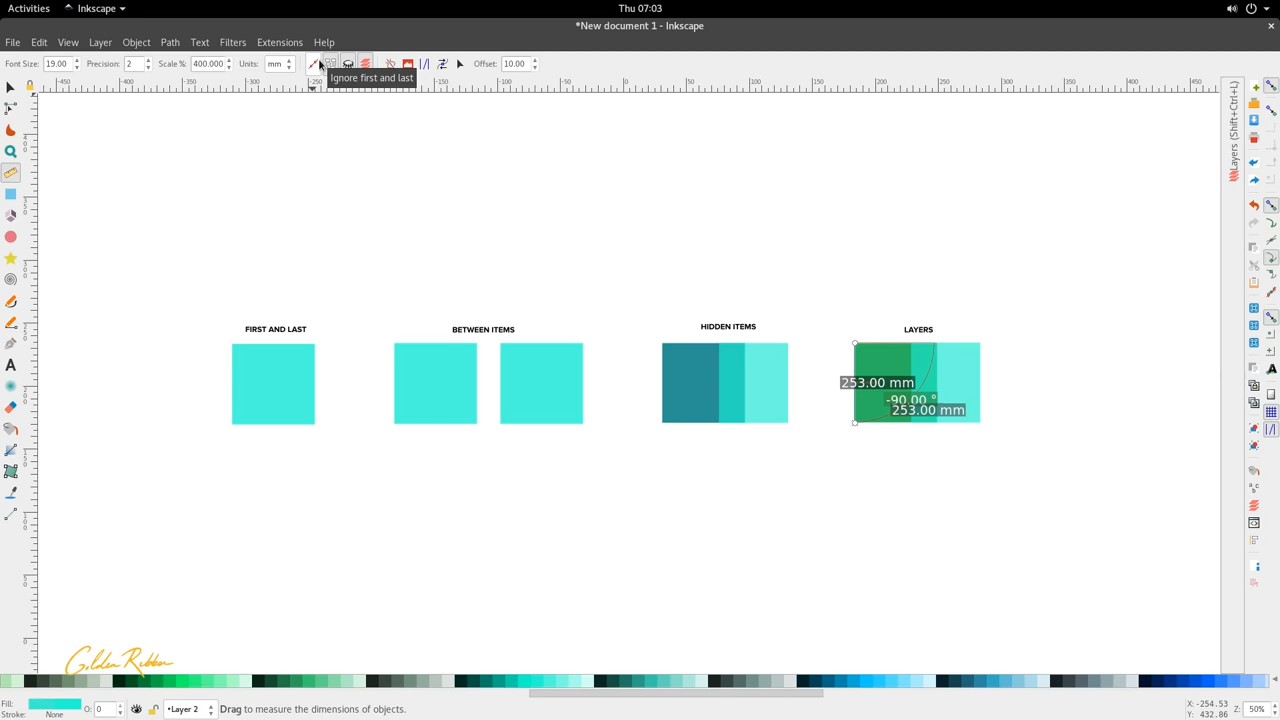 Activities Inkscape Thu 07:03
*New document 1 - Inkscape
File Edit View Layer Object Path Text Filters Extensions Help
Font Size: 19.00 Precision: 2 Scale %: 400.000 Units: mm Offset: 10.00
Ignore first and last
Layers (Shift+Ctrl+L)
FIRST AND LAST
BETWEEN ITEMS
HIDDEN ITEMS
LAYERS
253.00 mm
-90.00 °
253.00 mm
Golden Ribbon
Fill:
Stroke: None
O: 0
•Layer 2
Drag to measure the dimensions of objects.
X: -254.53
Y: 432.86
Z: 50%